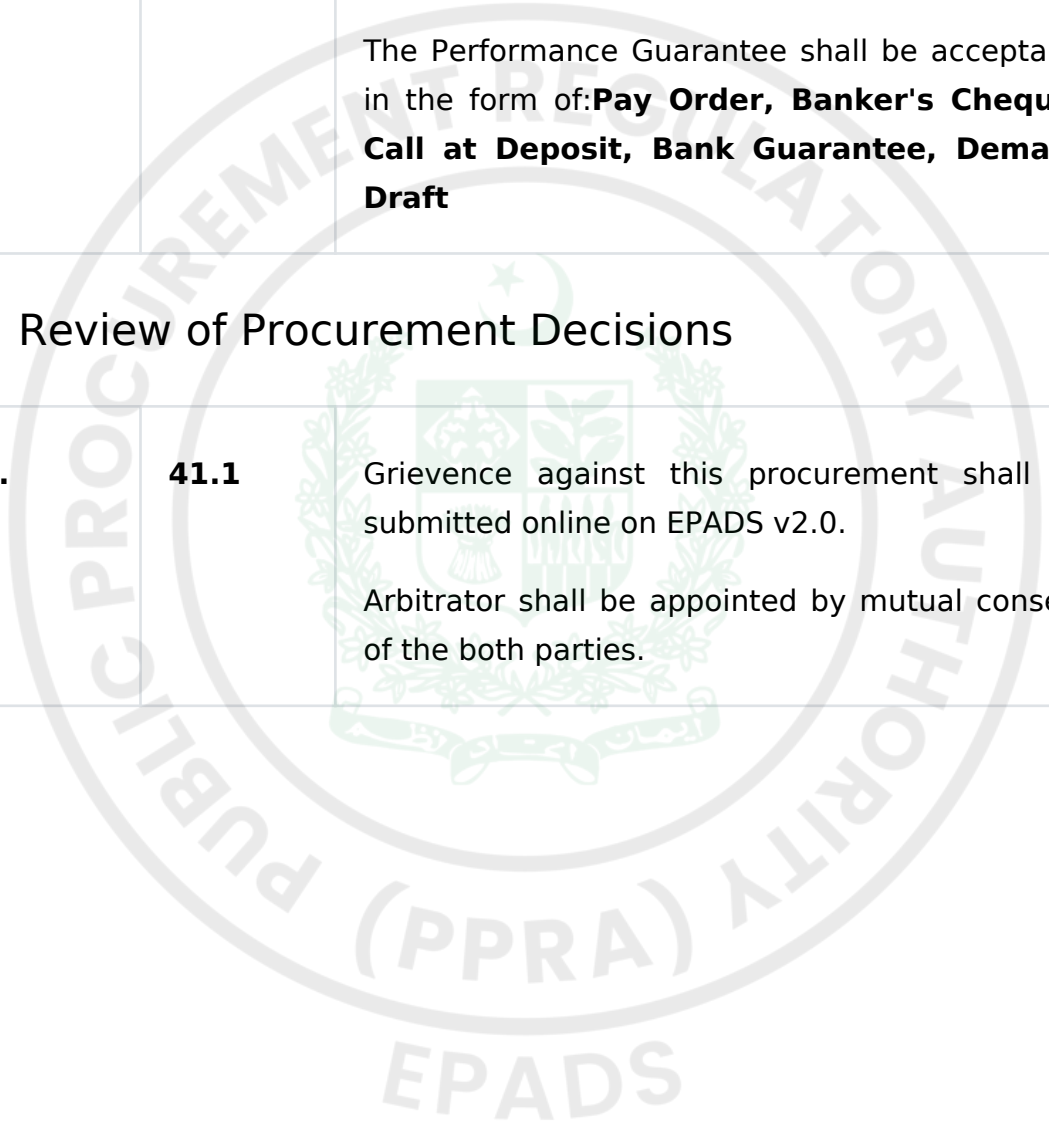 The Performance Guarantee shall be accepta
in the form of:Pay Order, Banker's Chequ
Call at Deposit, Bank Guarantee, Dema
Draft
Review of Procurement Decisions
. 41.1 Grievence against this procurement shall
submitted online on EPADS v2.0.
Arbitrator shall be appointed by mutual conse
of the both parties.
PUBLIC PROCUREMENT REGULATORY AUTHORITY
(PPRA)
EPADS